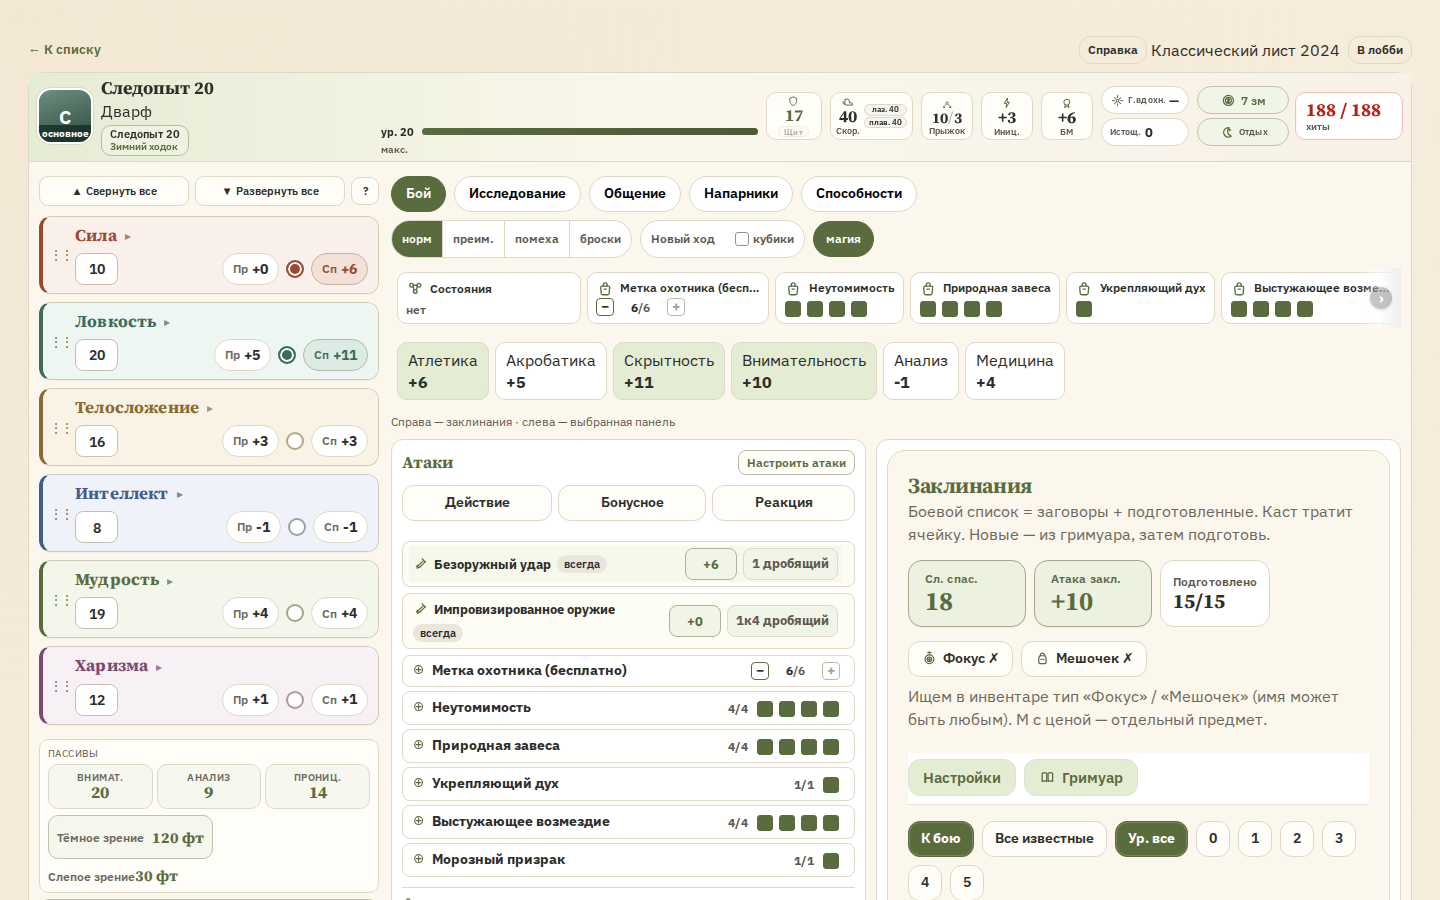 ← К списку
Справка
Классический лист 2024
В лобби
С
основное
Следопыт 20
Дварф
Следопыт 20
Зимний ходок
ур. 20
макс.
17
Щит
40
Скор.
лаз. 40
плав. 40
10/3
Прыжок
+3
Иниц.
+6
БМ
Г.вдохн. —
Истощ. 0
7 зм
Отдых
188 / 188
хиты
▲ Свернуть все
▼ Развернуть все
?
Сила ▸
10
Пр +0
Сп +6
Ловкость ▸
20
Пр +5
Сп +11
Телосложение ▸
16
Пр +3
Сп +3
Интеллект ▸
8
Пр -1
Сп -1
Мудрость ▸
19
Пр +4
Сп +4
Харизма ▸
12
Пр +1
Сп +1
ПАССИВЫ
ВНИМАТ.
20
АНАЛИЗ
9
ПРОНИЦ.
14
Тёмное зрение 120 фт
Слепое зрение30 фт
Бой
Исследование
Общение
Напарники
Способности
норм
преим.
помеха
броски
Новый ход
кубики
магия
Состояния
нет
Метка охотника (бесп...
− 6/6 +
Неутомимость
Природная завеса
Укрепляющий дух
Выстужающее возме...
›
Атлетика
+6
Акробатика
+5
Скрытность
+11
Внимательность
+10
Анализ
-1
Медицина
+4
Справа — заклинания · слева — выбранная панель
Атаки
Настроить атаки
Действие
Бонусное
Реакция
Безоружный удар всегда
+6
1 дробящий
Импровизированное оружие
всегда
+0
1к4 дробящий
Метка охотника (бесплатно)
− 6/6 +
Неутомимость
4/4
Природная завеса
4/4
Укрепляющий дух
1/1
Выстужающее возмездие
4/4
Морозный призрак
1/1
Заклинания
Боевой список = заговоры + подготовленные. Каст тратит
ячейку. Новые — из гримуара, затем подготовь.
Сл. спас.
18
Атака закл.
+10
Подготовлено
15/15
Фокус ✗
Мешочек ✗
Ищем в инвентаре тип «Фокус» / «Мешочек» (имя может
быть любым). М с ценой — отдельный предмет.
Настройки
Гримуар
К бою
Все известные
Ур. все
0
1
2
3
4
5